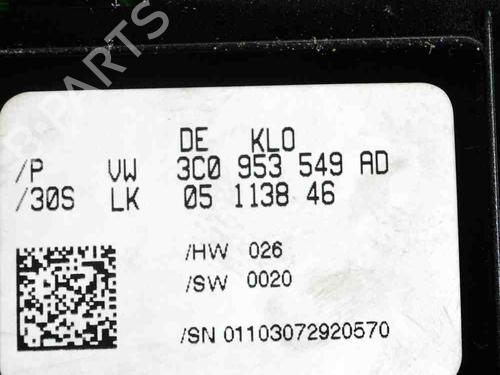 DE KLO
/P VW 3C0 953 549 AD
/30S LK 05 1138 46
/HW 026
/SW 0020
/SN 01103072920570
B-PARTS